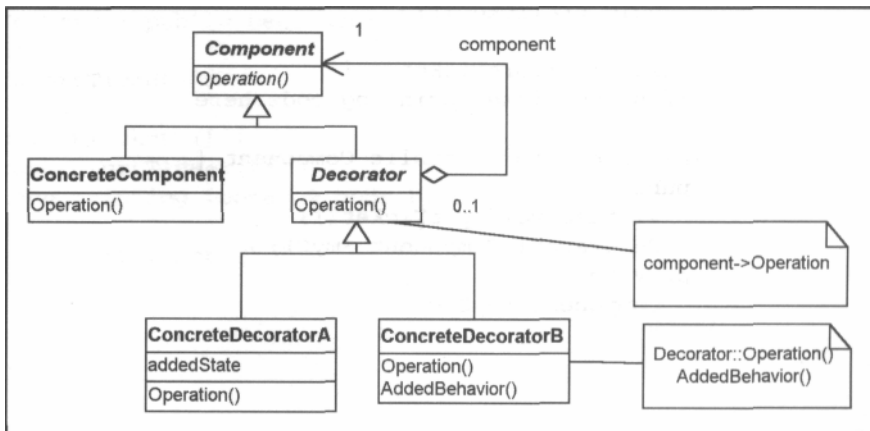 1
component
Component
Operation()
ConcreteComponent
Operation()
Decorator
Operation()
0..1
component->Operation
ConcreteDecoratorA
addedState
Operation()
ConcreteDecoratorB
Operation()
AddedBehavior()
Decorator::Operation()
AddedBehavior()